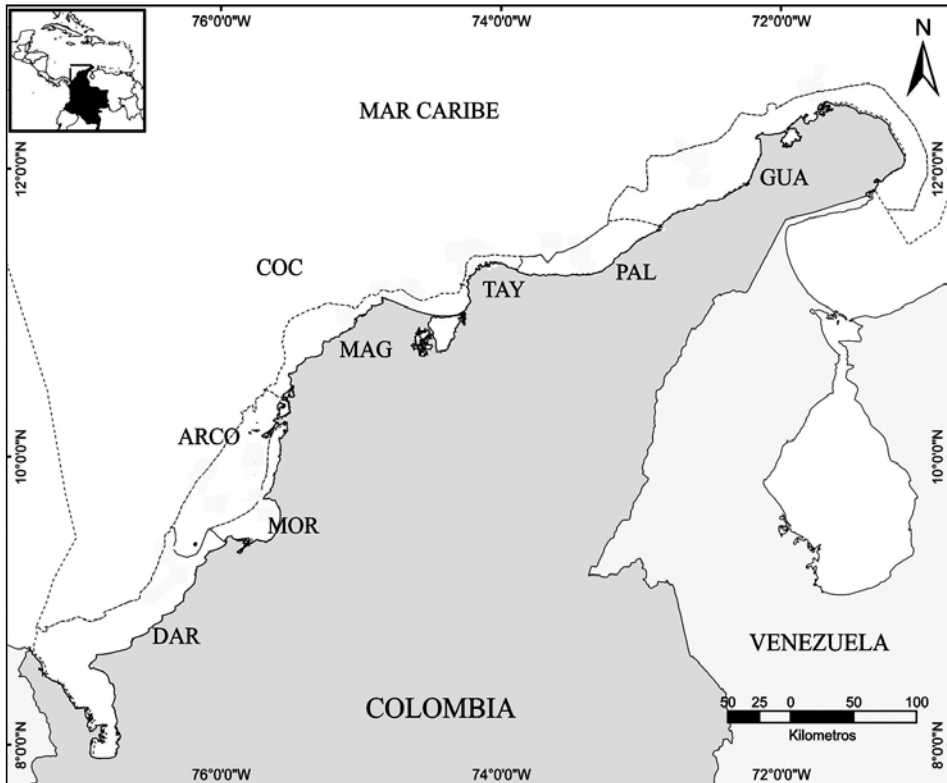 76°0'0"W 74°0'0"W 72°0'0"W
N
MAR CARIBE
12°0'0"N 12°0'0"N
GUA
COC
PAL
TAY
MAG
ARCO
10°0'0"N 10°0'0"N
MOR
DAR
VENEZUELA
COLOMBIA
50 25 0 50 100
Kilometros
8°0'0"N 8°0'0"N
76°0'0"W 74°0'0"W 72°0'0"W